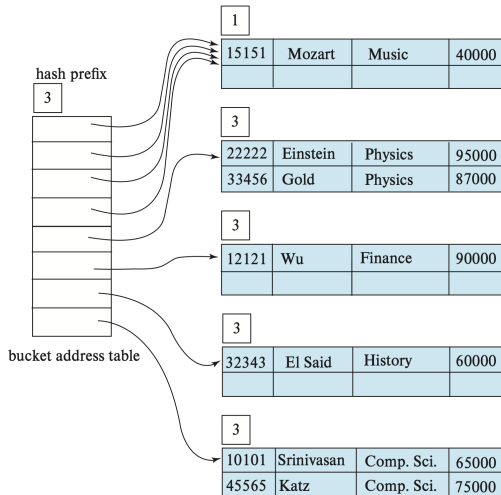 1
15151 Mozart Music 40000
hash prefix
3
3
22222 Einstein Physics 95000
33456 Gold Physics 87000
3
12121 Wu Finance 90000
3
bucket address table
32343 El Said History 60000
3
10101 Srinivasan Comp. Sci. 65000
45565 Katz Comp. Sci. 75000